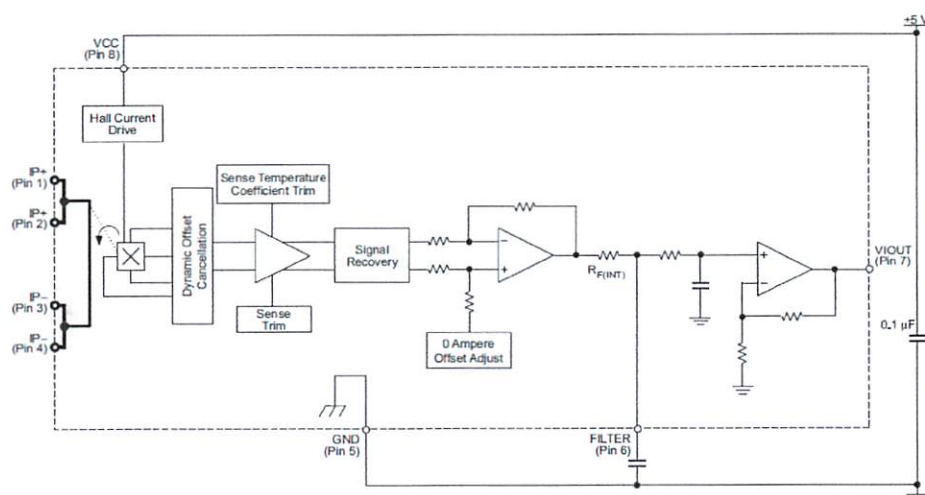 +5 V
VCC
(Pin 8)
Hall Current
Drive
IP+
(Pin 1)
IP+
(Pin 2)
IP−
(Pin 3)
IP−
(Pin 4)
Dynamic Offset
Cancellation
Sense Temperature
Coefficient Trim
Sense
Trim
Signal
Recovery
0 Ampere
Offset Adjust
−
+
RF(INT)
+
−
VIOUT
(Pin 7)
0.1 μF
GND
(Pin 5)
FILTER
(Pin 6)